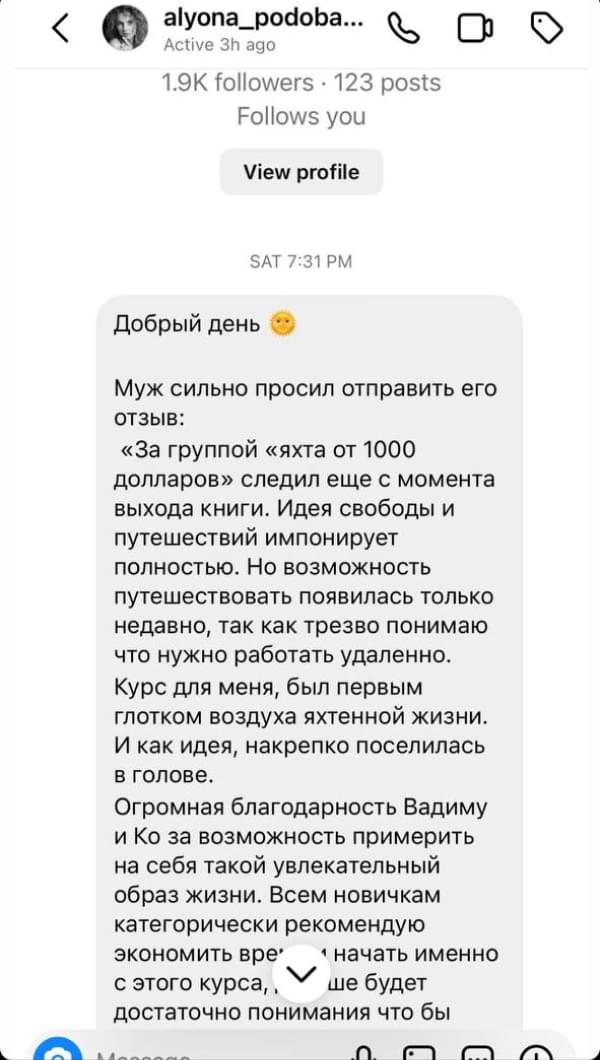 alyona_podoba...
Active 3h ago
1.9K followers · 123 posts
Follows you
View profile
SAT 7:31 PM
Добрый день 🌞
Муж сильно просил отправить его
отзыв:
«За группой «яхта от 1000
долларов» следил еще с момента
выхода книги. Идея свободы и
путешествий импонирует
полностью. Но возможность
путешествовать появилась только
недавно, так как трезво понимаю
что нужно работать удаленно.
Курс для меня, был первым
глотком воздуха яхтенной жизни.
И как идея, накрепко поселилась
в голове.
Огромная благодарность Вадиму
и Ко за возможность примерить
на себя такой увлекательный
образ жизни. Всем новичкам
категорически рекомендую
экономить начать именно
с этого курса, будет
достаточно понимания что бы